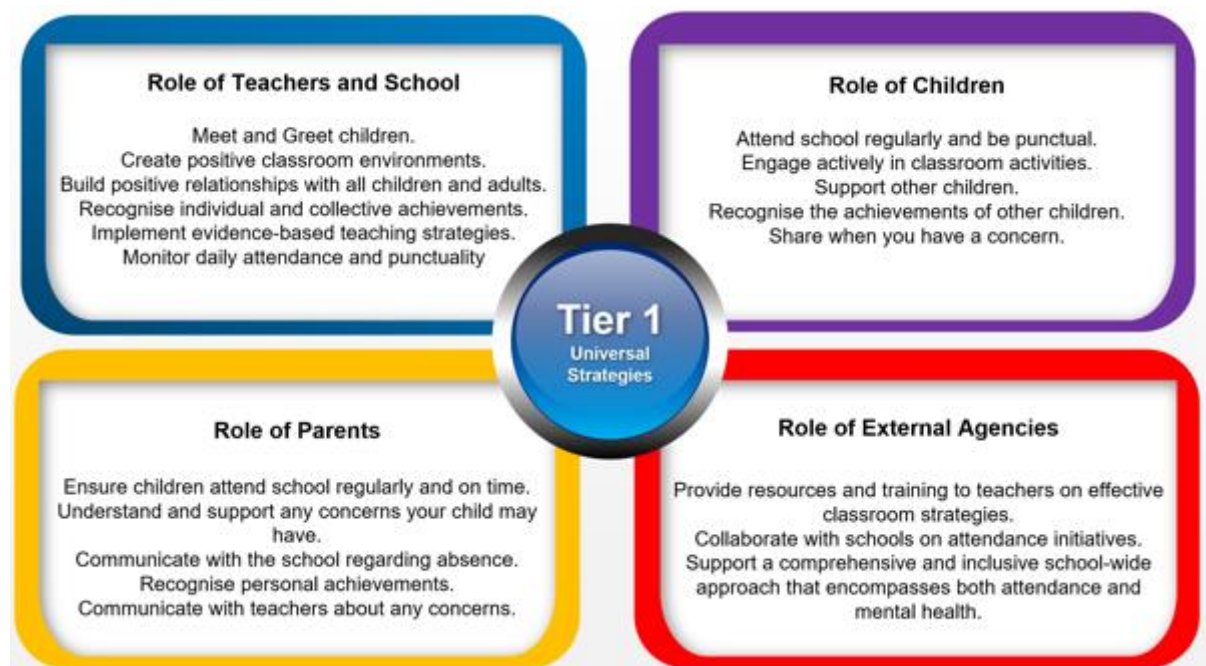 Role of Teachers and School
Meet and Greet children.
Create positive classroom environments.
Build positive relationships with all children and adults.
Recognise individual and collective achievements.
Implement evidence-based teaching strategies.
Monitor daily attendance and punctuality
Role of Children
Attend school regularly and be punctual.
Engage actively in classroom activities.
Support other children.
Recognise the achievements of other children.
Share when you have a concern.
Tier 1
Universal
Strategies
Role of Parents
Ensure children attend school regularly and on time.
Understand and support any concerns your child may
have.
Communicate with the school regarding absence.
Recognise personal achievements.
Communicate with teachers about any concerns.
Role of External Agencies
Provide resources and training to teachers on effective
classroom strategies.
Collaborate with schools on attendance initiatives.
Support a comprehensive and inclusive school-wide
approach that encompasses both attendance and
mental health.